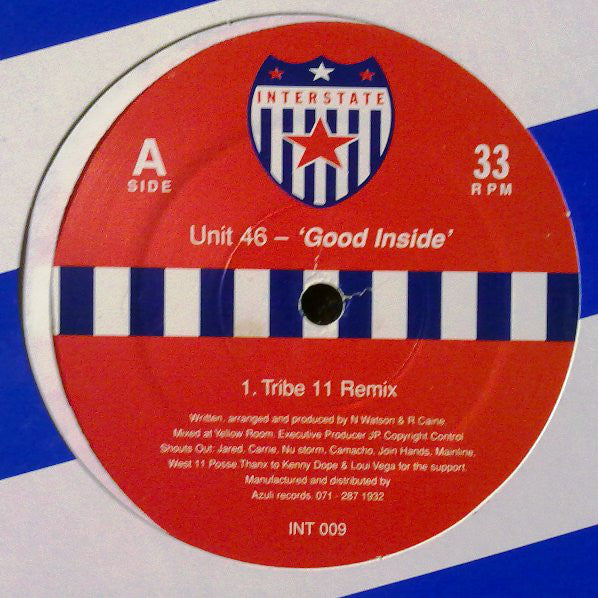 INTERSTATE
A
SIDE
33
RPM
Unit 46 – 'Good Inside'
1. Tribe 11 Remix
Written, arranged and produced by N Watson & R Caine.
Mixed at Yellow Room. Executive Producer JP Copyright Control
Shouts Out: Jared, Carne, Nu storm, Camacho, Join Hands, Mainline,
West 11 Posse Thanx to Kenny Dope & Loui Vega for the support.
Manufactured and distributed by
Azuli records. 071 - 287 1932
INT 009